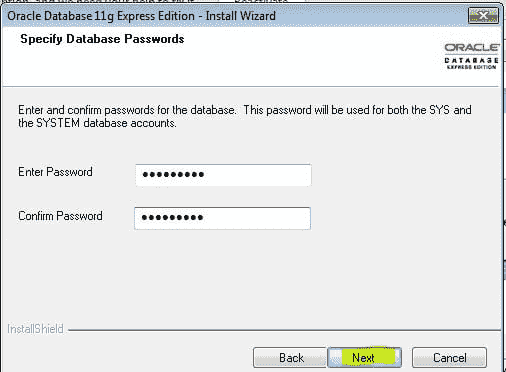 Reactivate
Oracle Database 11g Express Edition - Install Wizard
Specify Database Passwords
ORACLE
DATABASE
EXPRESS EDITION
Enter and confirm passwords for the database. This password will be used for both the SYS and
the SYSTEM database accounts.
Enter Password
•••••••••
Confirm Password
•••••••••
InstallShield
Back
Next
Cancel